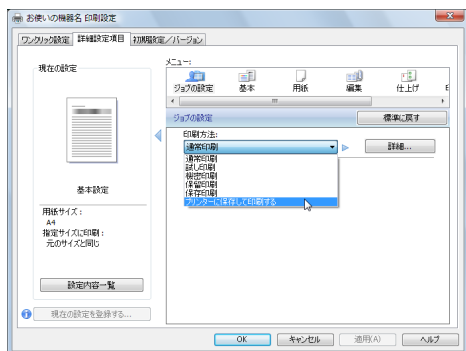 お使いの機器名 印刷設定
ワンクリック設定 詳細設定項目 初期設定／バージョン
現在の設定
メニュー:
ジョブの設定 基本 用紙 編集 仕上げ
ジョブの設定 標準に戻す
印刷方法:
通常印刷 詳細...
通常印刷
試し印刷
機密印刷
保留印刷
保存印刷
プリンターに保存して印刷する
基本設定
用紙サイズ :
A4
指定サイズに印刷 :
元のサイズと同じ
設定内容一覧
現在の設定を登録する...
OK キャンセル 適用(A) ヘルプ